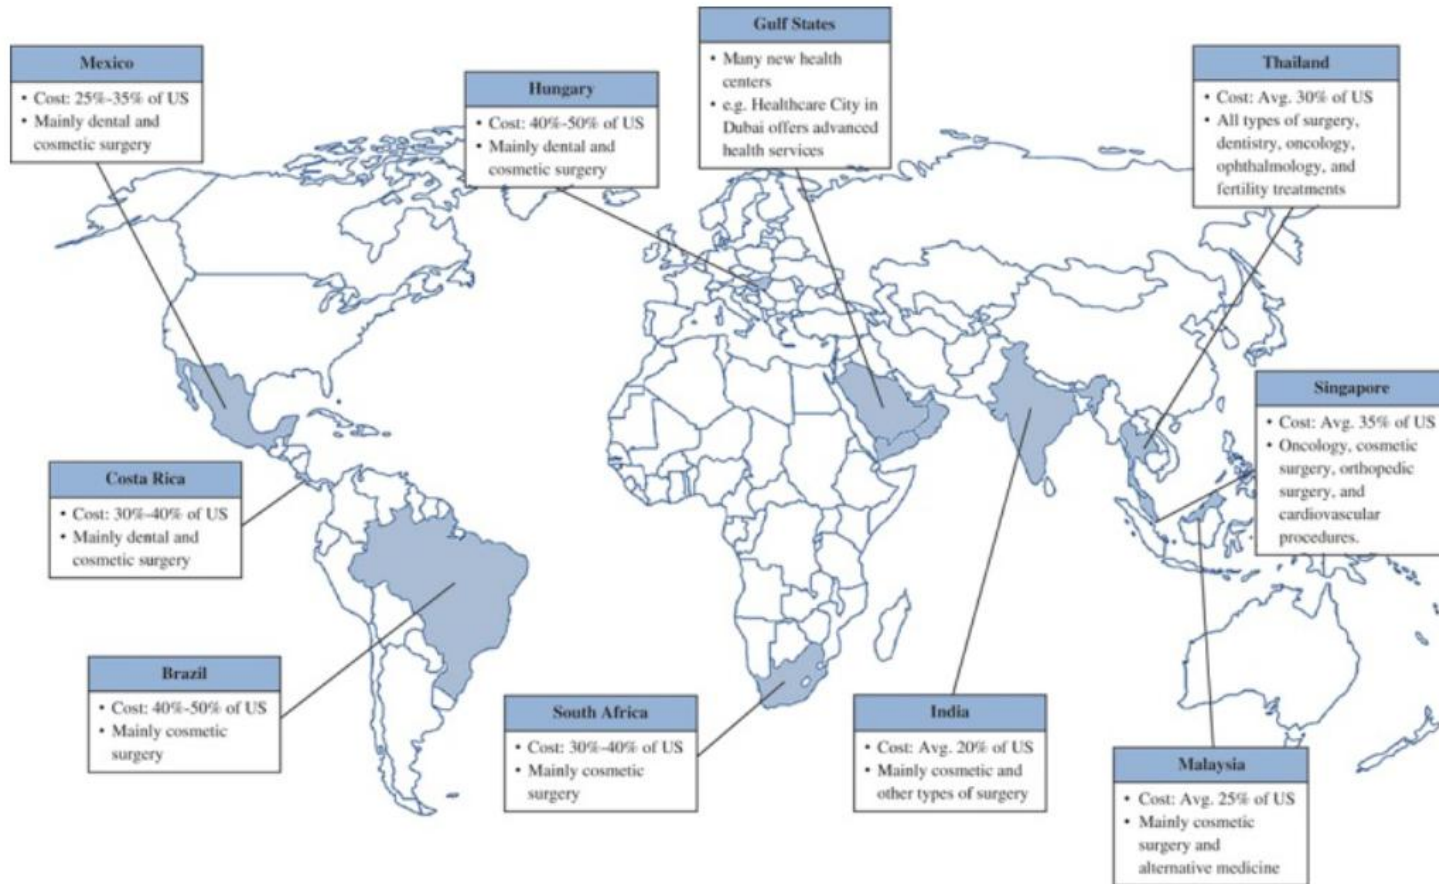 Gulf States
• Many new health
centers
• e.g. Healthcare City in
Dubai offers advanced
health services
Mexico
• Cost: 25%-35% of US
• Mainly dental and
cosmetic surgery
Hungary
• Cost: 40%-50% of US
• Mainly dental and
cosmetic surgery
Thailand
• Cost: Avg. 30% of US
• All types of surgery,
dentistry, oncology,
ophthalmology, and
fertility treatments
Singapore
• Cost: Avg. 35% of US
• Oncology, cosmetic
surgery, orthopedic
surgery, and
cardiovascular
procedures.
Costa Rica
• Cost: 30%-40% of US
• Mainly dental and
cosmetic surgery
Brazil
• Cost: 40%-50% of US
• Mainly cosmetic
surgery
South Africa
• Cost: 30%-40% of US
• Mainly cosmetic
surgery
India
• Cost: Avg. 20% of US
• Mainly cosmetic and
other types of surgery
Malaysia
• Cost: Avg. 25% of US
• Mainly cosmetic
surgery and
alternative medicine